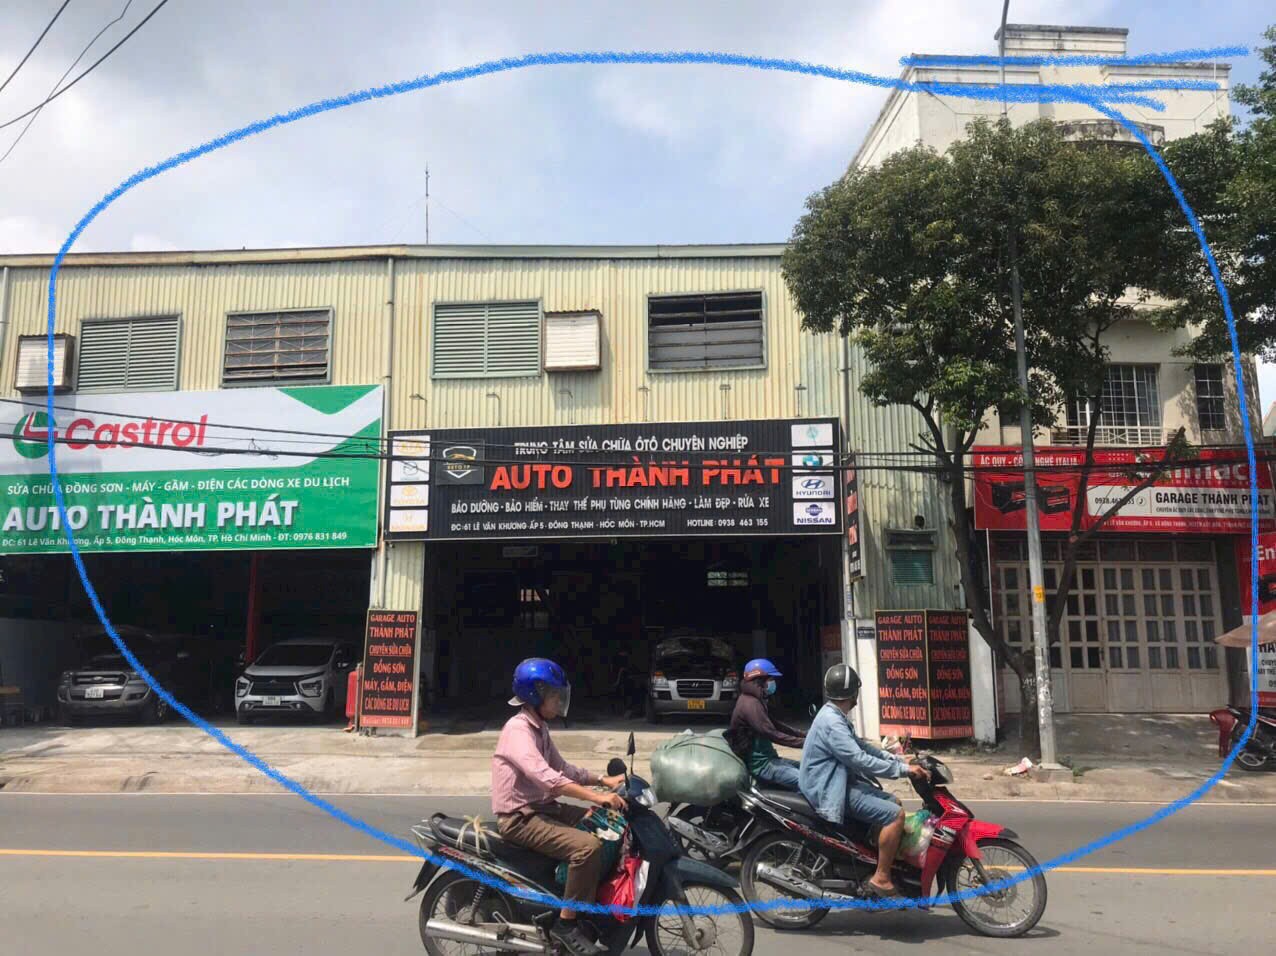 Castrol
SỬA CHỮA ĐỒNG SƠN - MÁY - GẦM - ĐIỆN CÁC DÒNG XE DU LỊCH
AUTO THÀNH PHÁT
ĐC: 61 Lê Văn Khương, Ấp 5, Đông Thạnh, Hóc Môn, TP. Hồ Chí Minh - ĐT: 0976 831 849
TRUNG TÂM SỬA CHỮA ÔTÔ CHUYÊN NGHIỆP
AUTO THÀNH PHÁT
BẢO DƯỠNG - BẢO HIỂM - THAY THẾ PHỤ TÙNG CHÍNH HÃNG - LÀM ĐẸP - RỬA XE
ĐC: 61 LÊ VĂN KHƯƠNG - ẤP 5 - ĐÔNG THẠNH - HÓC MÔN - TP.HCM HOTLINE: 0938 463 155
HYUNDAI
NISSAN
ẮC QUY - CÔNG NGHỆ ITALIA
GARAGE THÀNH PHÁT
GARAGE AUTO
THÀNH PHÁT
CHUYÊN SỬA CHỮA
ĐỒNG SƠN
MÁY, GẦM, ĐIỆN
CÁC DÒNG XE DU LỊCH
GARAGE AUTO
THÀNH PHÁT
CHUYÊN SỬA CHỮA
ĐỒNG SƠN
MÁY, GẦM, ĐIỆN
CÁC DÒNG XE DU LỊCH
GARAGE AUTO
THÀNH PHÁT
CHUYÊN SỬA CHỮA
ĐỒNG SƠN
MÁY, GẦM, ĐIỆN
CÁC DÒNG XE DU LỊCH